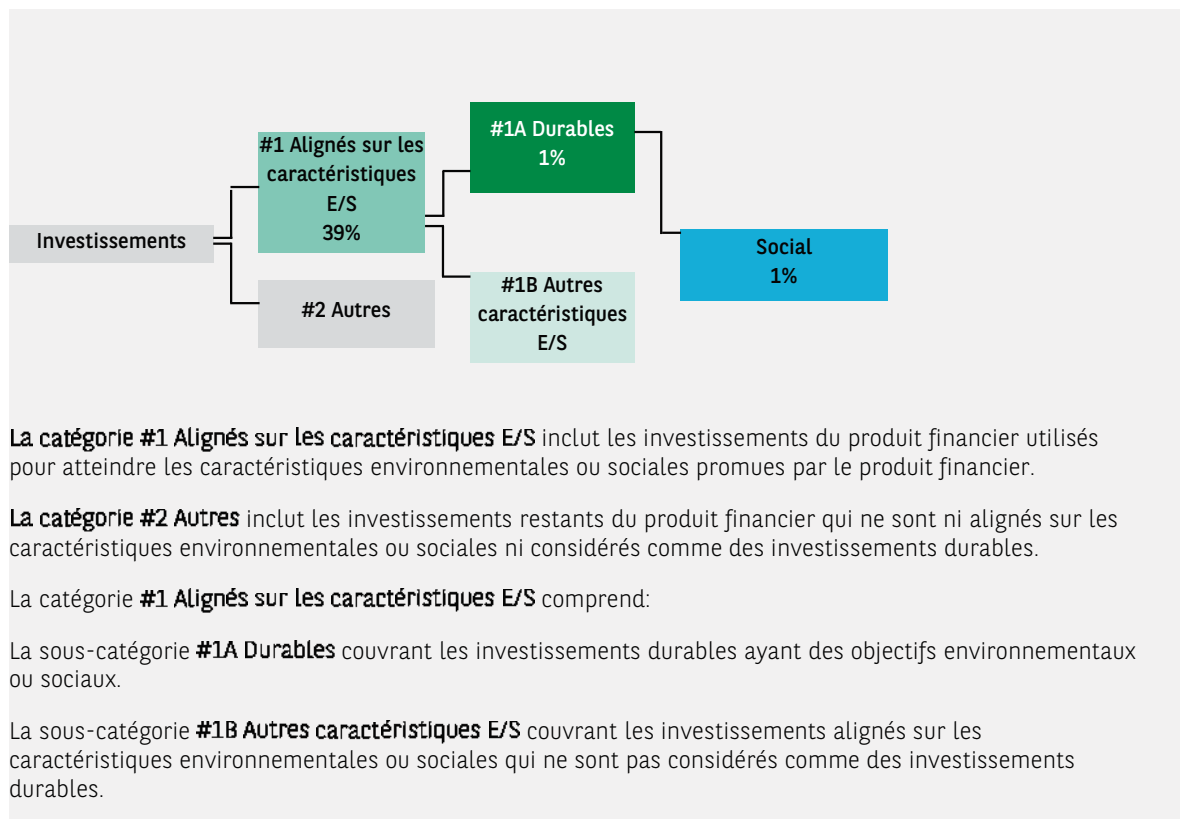 #1A Durables
1%
#1 Alignés sur les
caractéristiques
E/S
39%
Investissements
Social
1%
#2 Autres
#1B Autres
caractéristiques
E/S
La catégorie #1 Alignés sur les caractéristiques E/S inclut les investissements du produit financier utilisés
pour atteindre les caractéristiques environnementales ou sociales promues par le produit financier.
La catégorie #2 Autres inclut les investissements restants du produit financier qui ne sont ni alignés sur les
caractéristiques environnementales ou sociales ni considérés comme des investissements durables.
La catégorie #1 Alignés sur les caractéristiques E/S comprend:
La sous-catégorie #1A Durables couvrant les investissements durables ayant des objectifs environnementaux
ou sociaux.
La sous-catégorie #1B Autres caractéristiques E/S couvrant les investissements alignés sur les
caractéristiques environnementales ou sociales qui ne sont pas considérés comme des investissements
durables.